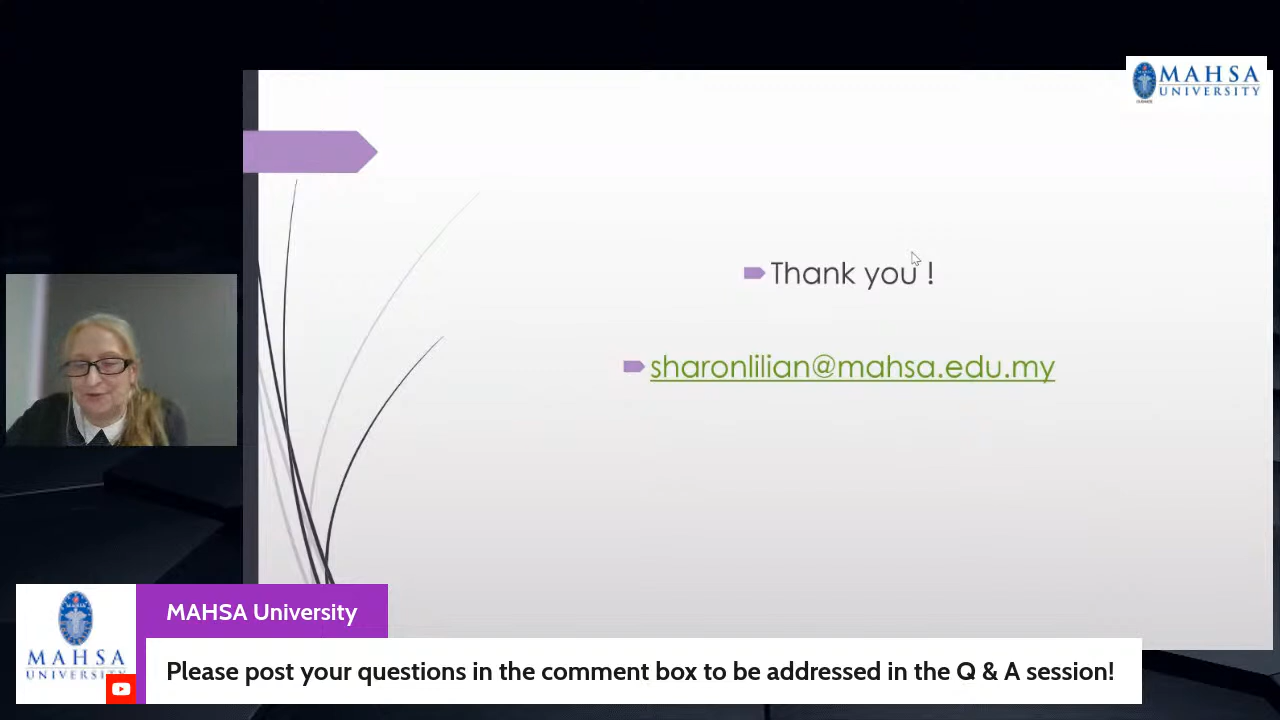 MAHSA
UNIVERSITY
Thank you !
sharonlilian@mahsa.edu.my
MAHSA University
MAHSA
UNIVERSITY
Please post your questions in the comment box to be addressed in the Q & A session!